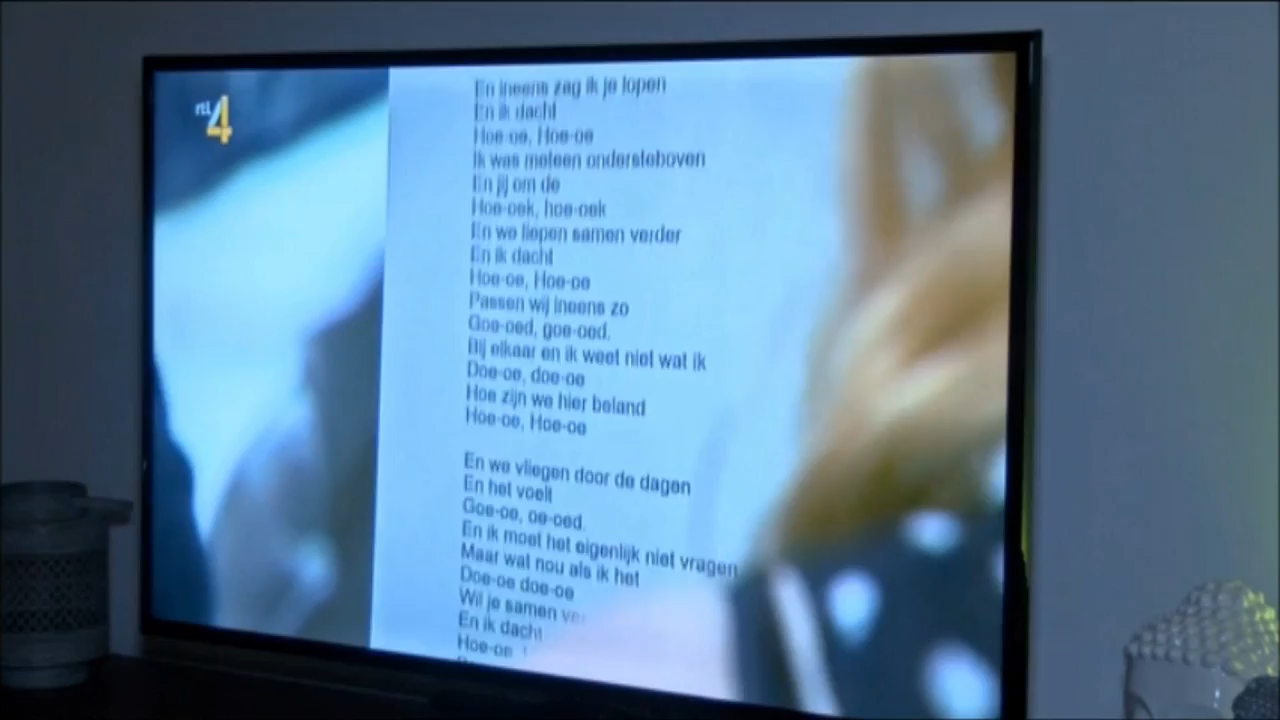 rtl 4
En ineens zag ik je lopen
En ik dacht
Hoe-oe, Hoe-oe
Ik was meteen ondersteboven
En jij om de
Hoe-oek, hoe-oek
En we liepen samen verder
En ik dacht
Hoe-oe, Hoe-oe
Passen wij ineens zo
Goe-oed, goe-oed.
Bij elkaar en ik weet niet wat ik
Doe-oe, doe-oe
Hoe zijn we hier beland
Hoe-oe, Hoe-oe
En we vliegen door de dagen
En het voelt
Goe-oe, oe-oed.
En ik moet het eigenlijk niet vragen
Maar wat nou als ik het
Doe-oe doe-oe
Wil je samen ver
En ik dacht
Hoe-oe